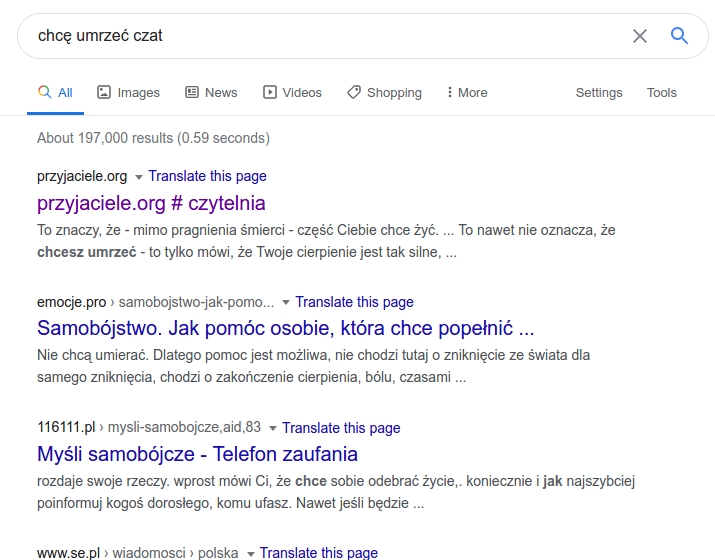 chcę umrzeć czat
All Images News Videos Shopping More Settings Tools
About 197,000 results (0.59 seconds)
przyjaciele.org Translate this page
przyjaciele.org # czytelnia
To znaczy, że - mimo pragnienia śmierci - część Ciebie chce żyć. ... To nawet nie oznacza, że
chcesz umrzeć - to tylko mówi, że Twoje cierpienie jest tak silne, ...
emocje.pro › samobojstwo-jak-pomo... Translate this page
Samobójstwo. Jak pomóc osobie, która chce popełnić ...
Nie chcą umierać. Dlatego pomoc jest możliwa, nie chodzi tutaj o zniknięcie ze świata dla
samego zniknięcia, chodzi o zakończenie cierpienia, bólu, czasami ...
116111.pl › mysli-samobojcze,aid,83 Translate this page
Myśli samobójcze - Telefon zaufania
rozdaje swoje rzeczy. wprost mówi Ci, że chce sobie odebrać życie,. koniecznie i jak najszybciej
poinformuj kogoś dorosłego, komu ufasz. Nawet jeśli będzie ...
www.se.pl › wiadomosci › polska Translate this page